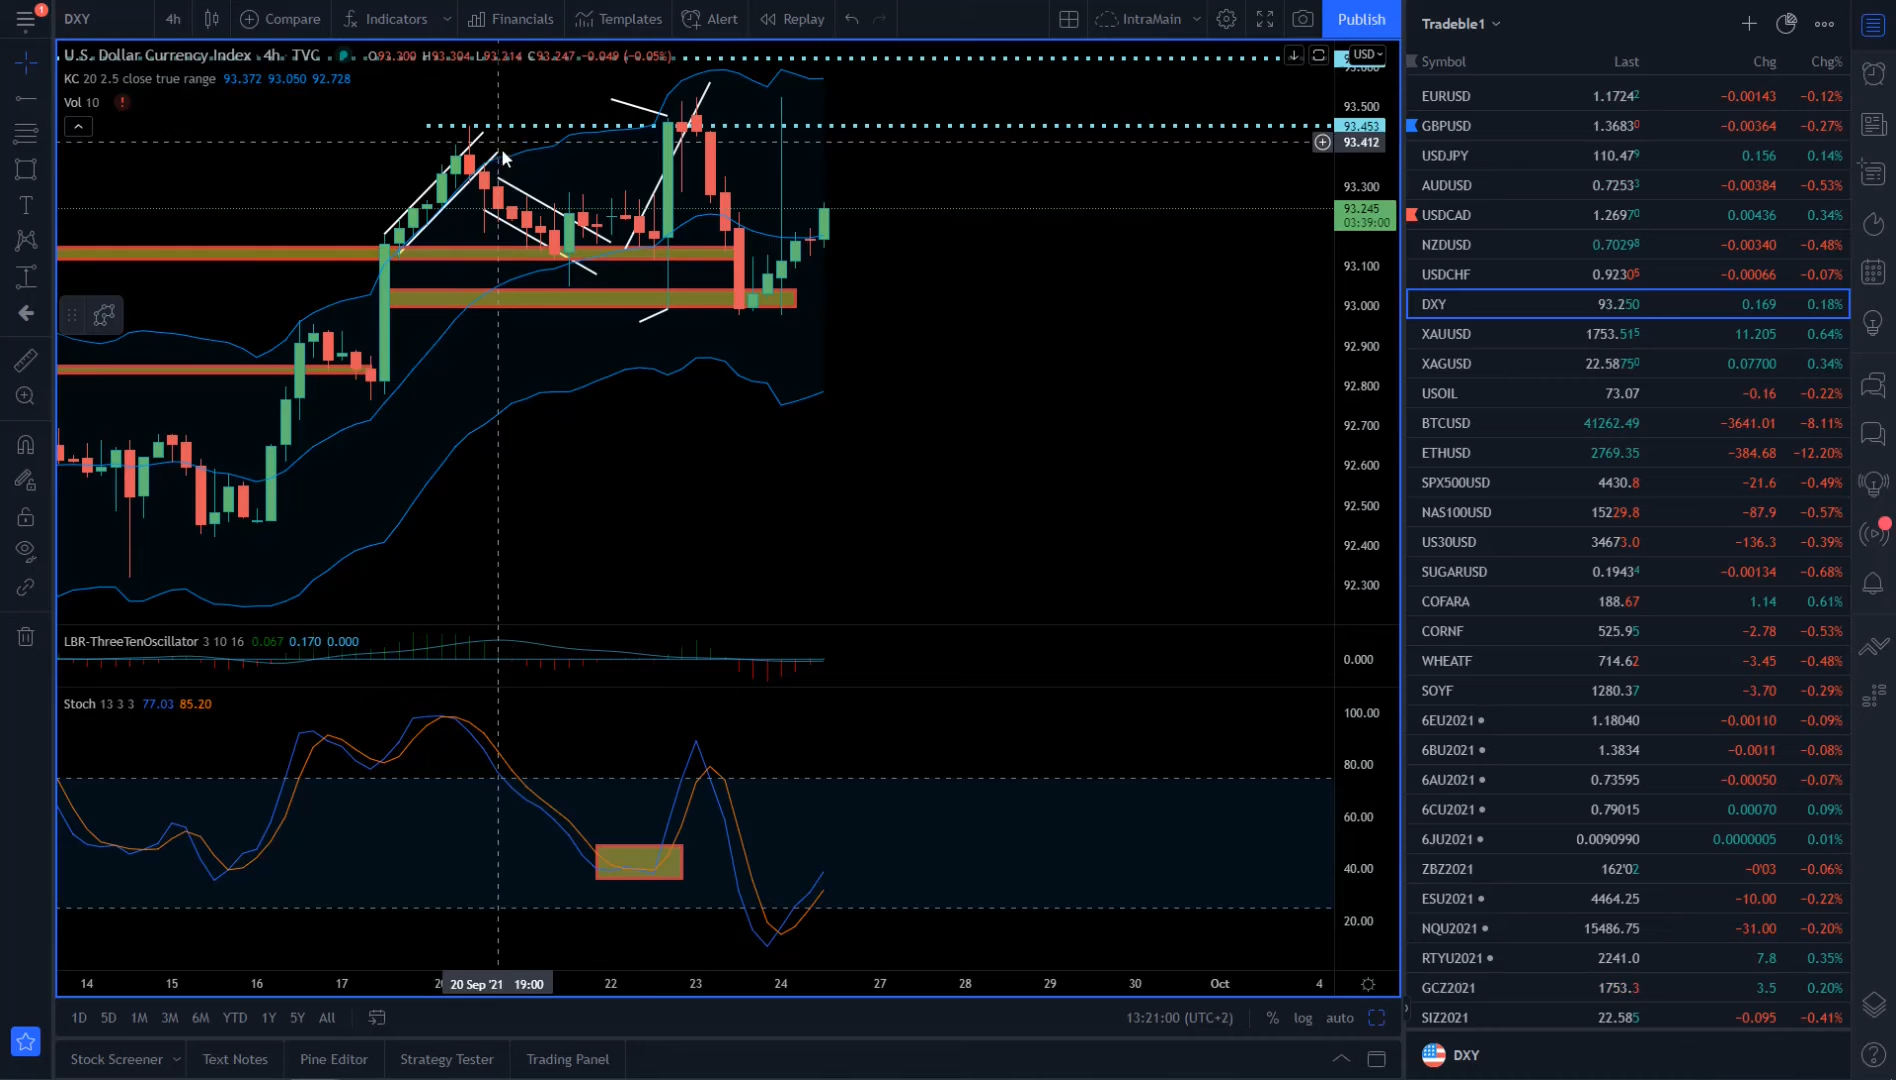 1
DXY 4h Compare Indicators Financials Templates Alert Replay IntraMain Publish
U.S. Dollar Currency Index · 4h · TVC
O93.300 H93.304 L93.214 C93.247 −0.049 (−0.05%)
KC 20 2.5 close true range 93.372 93.050 92.728
Vol 10 !
USD
93.600
93.500
93.453
93.412
93.300
93.245
03:39:00
93.100
93.000
92.900
92.800
92.700
92.600
92.500
92.400
92.300
LBR-ThreeTenOscillator 3 10 16 0.067 0.170 0.000
0.000
Stoch 13 3 3 77.03 85.20
100.00
80.00
60.00
40.00
20.00
14 15 16 17 20 Sep '21 19:00 22 23 24 27 28 29 30 Oct 4
1D 5D 1M 3M 6M YTD 1Y 5Y All
13:21:00 (UTC+2) % log auto
Stock Screener Text Notes Pine Editor Strategy Tester Trading Panel
Tradeble1
Symbol Last Chg Chg%
EURUSD 1.17242 −0.00143 −0.12%
GBPUSD 1.36830 −0.00364 −0.27%
USDJPY 110.479 0.156 0.14%
AUDUSD 0.72533 −0.00384 −0.53%
USDCAD 1.26970 0.00436 0.34%
NZDUSD 0.70298 −0.00340 −0.48%
USDCHF 0.92305 −0.00066 −0.07%
DXY 93.250 0.169 0.18%
XAUUSD 1753.515 11.205 0.64%
XAGUSD 22.58750 0.07700 0.34%
USOIL 73.07 −0.16 −0.22%
BTCUSD 41262.49 −3641.01 −8.11%
ETHUSD 2769.35 −384.68 −12.20%
SPX500USD 4430.8 −21.6 −0.49%
NAS100USD 15229.8 −87.9 −0.57%
US30USD 34673.0 −136.3 −0.39%
SUGARUSD 0.19434 −0.00134 −0.68%
COFARA 188.67 1.14 0.61%
CORNF 525.95 −2.78 −0.53%
WHEATF 714.62 −3.45 −0.48%
SOYF 1280.37 −3.70 −0.29%
6EU2021 1.18040 −0.00110 −0.09%
6BU2021 1.3834 −0.0011 −0.08%
6AU2021 0.73595 −0.00050 −0.07%
6CU2021 0.79015 0.00070 0.09%
6JU2021 0.0090990 0.0000005 0.01%
ZBZ2021 162'02 −0'03 −0.06%
ESU2021 4464.25 −10.00 −0.22%
NQU2021 15486.75 −31.00 −0.20%
RTYU2021 2241.0 7.8 0.35%
GCZ2021 1753.3 3.5 0.20%
SIZ2021 22.585 −0.095 −0.41%
DXY